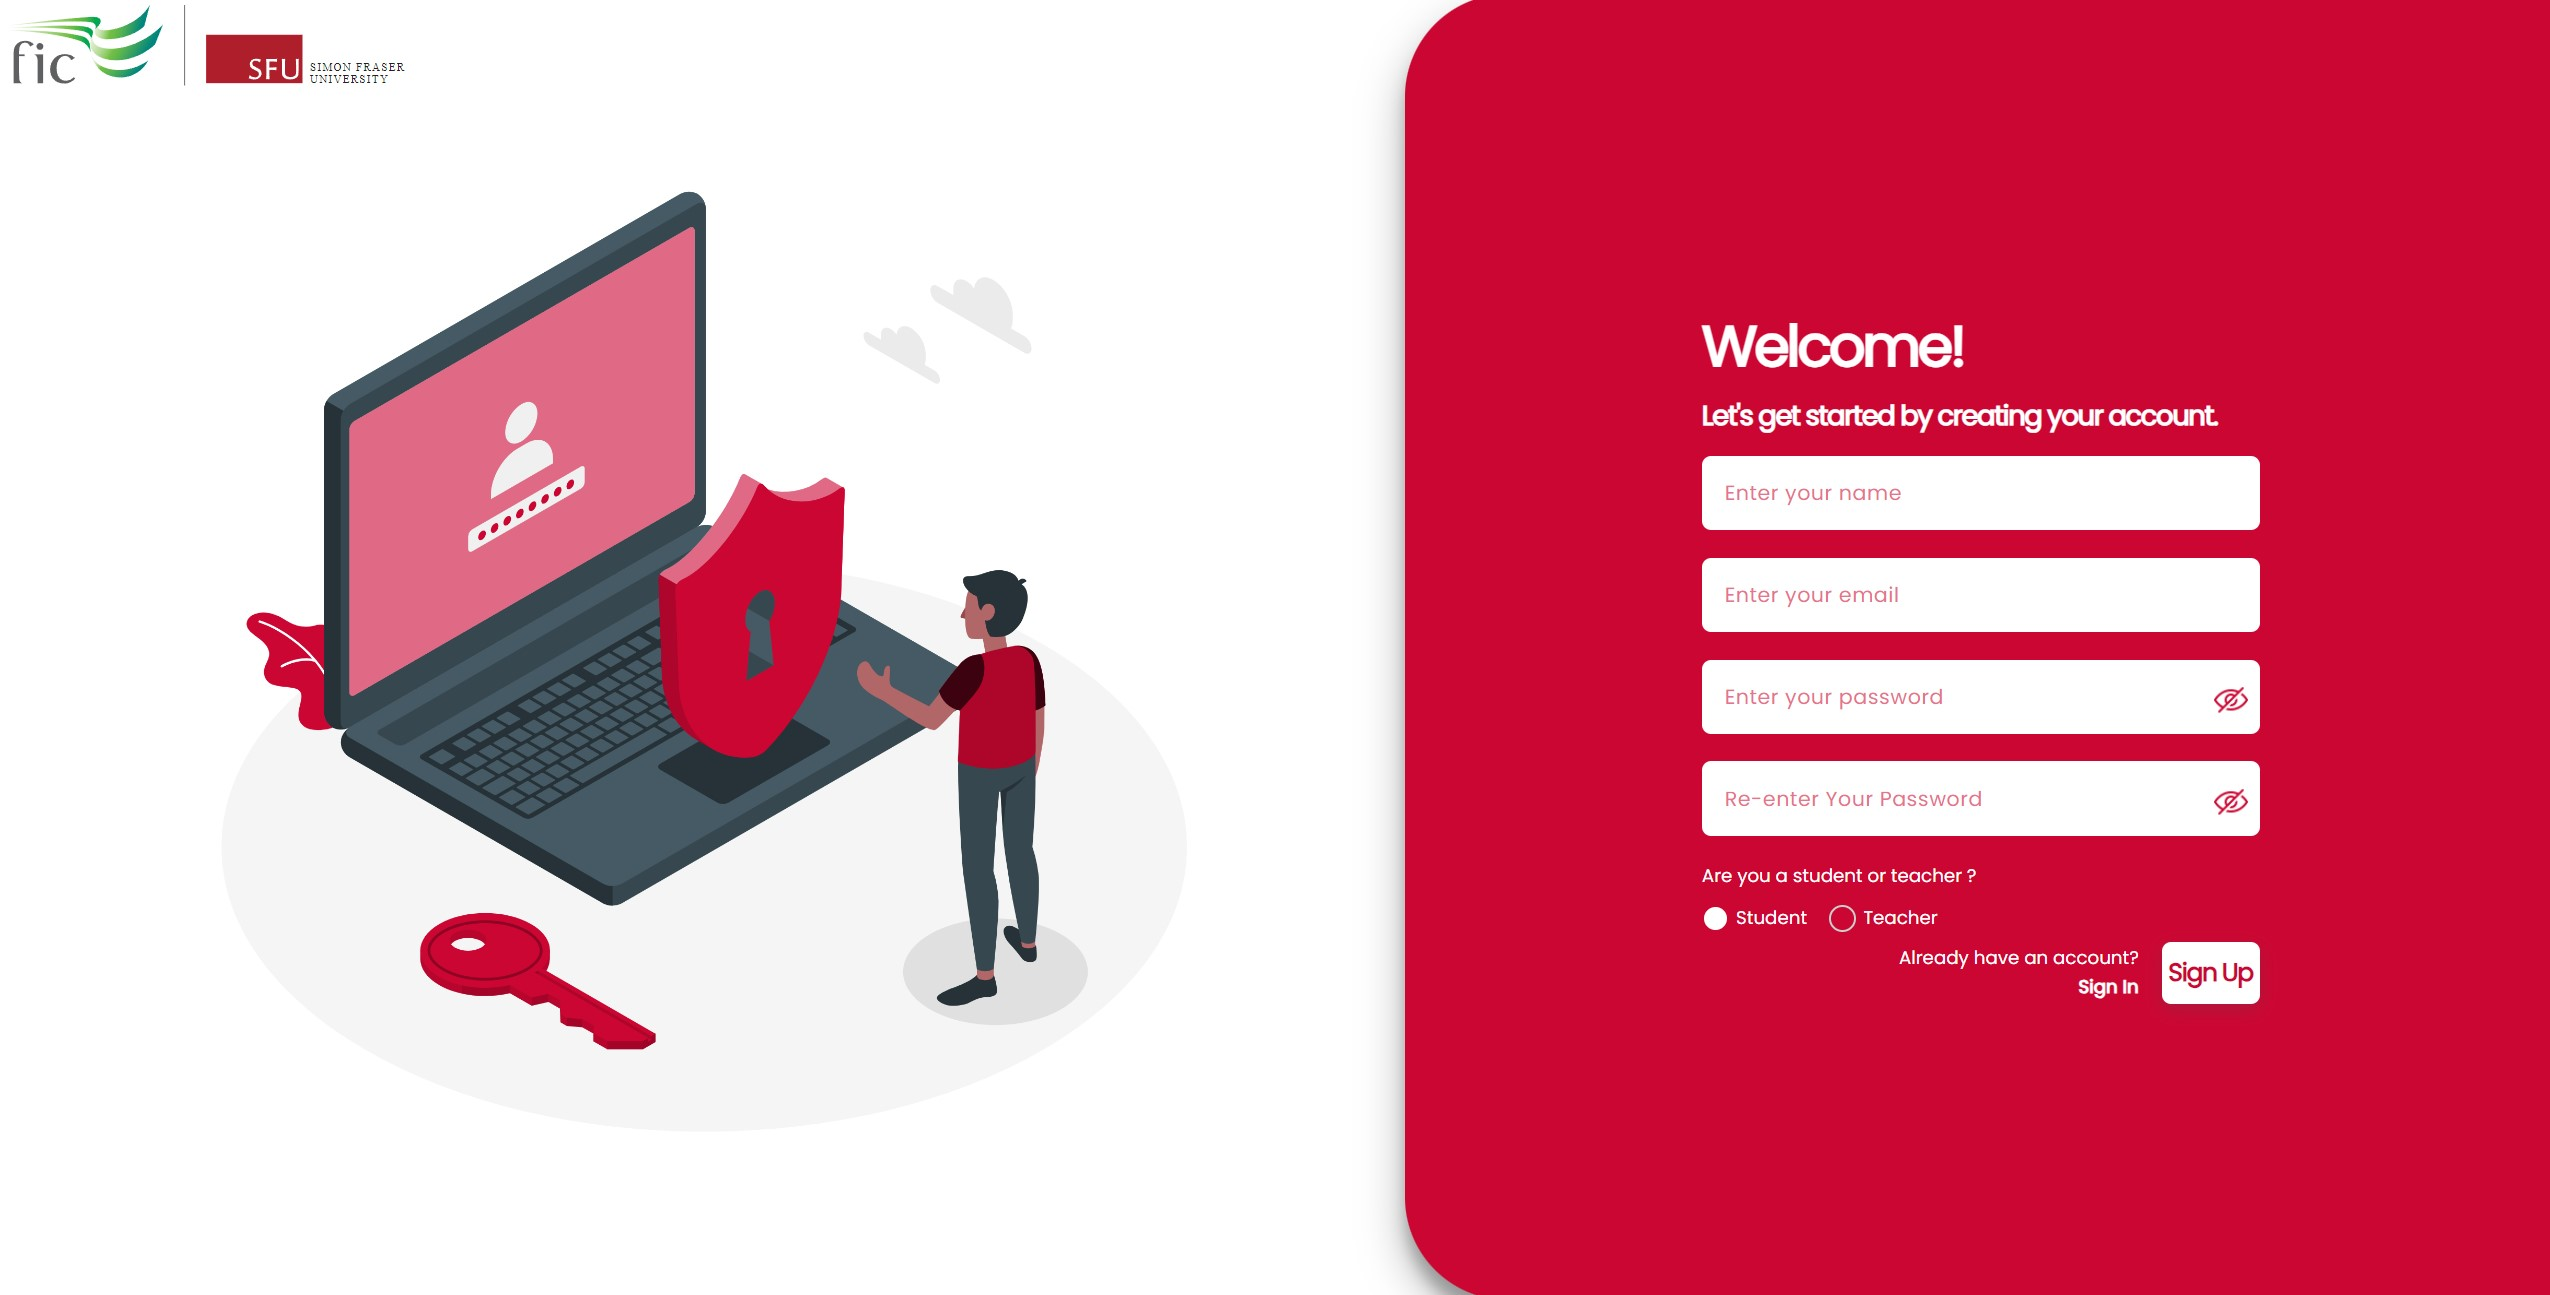 fic
SFU SIMON FRASER
UNIVERSITY
Welcome!
Let's get started by creating your account.
Enter your name
Enter your email
Enter your password
Re-enter Your Password
Are you a student or teacher ?
Student Teacher
Already have an account?
Sign In
Sign Up